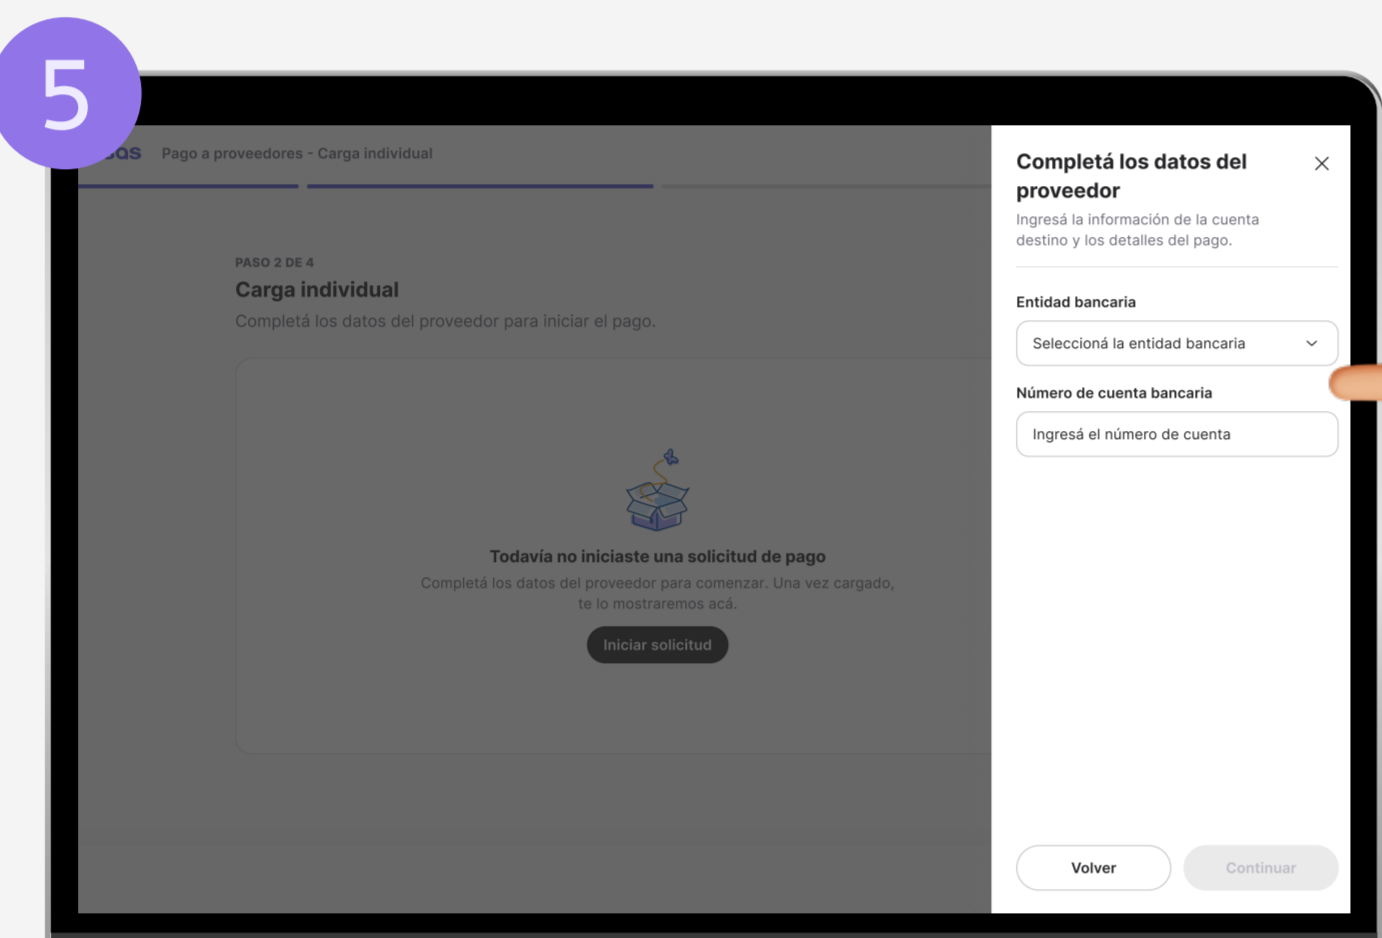 5
Pago a proveedores - Carga individual
PASO 2 DE 4
Carga individual
Completá los datos del proveedor para iniciar el pago.
Todavía no iniciaste una solicitud de pago
Completá los datos del proveedor para comenzar. Una vez cargado,
te lo mostraremos acá.
Iniciar solicitud
Completá los datos del
proveedor
Ingresá la información de la cuenta
destino y los detalles del pago.
Entidad bancaria
Seleccioná la entidad bancaria
Número de cuenta bancaria
Ingresá el número de cuenta
Volver
Continuar